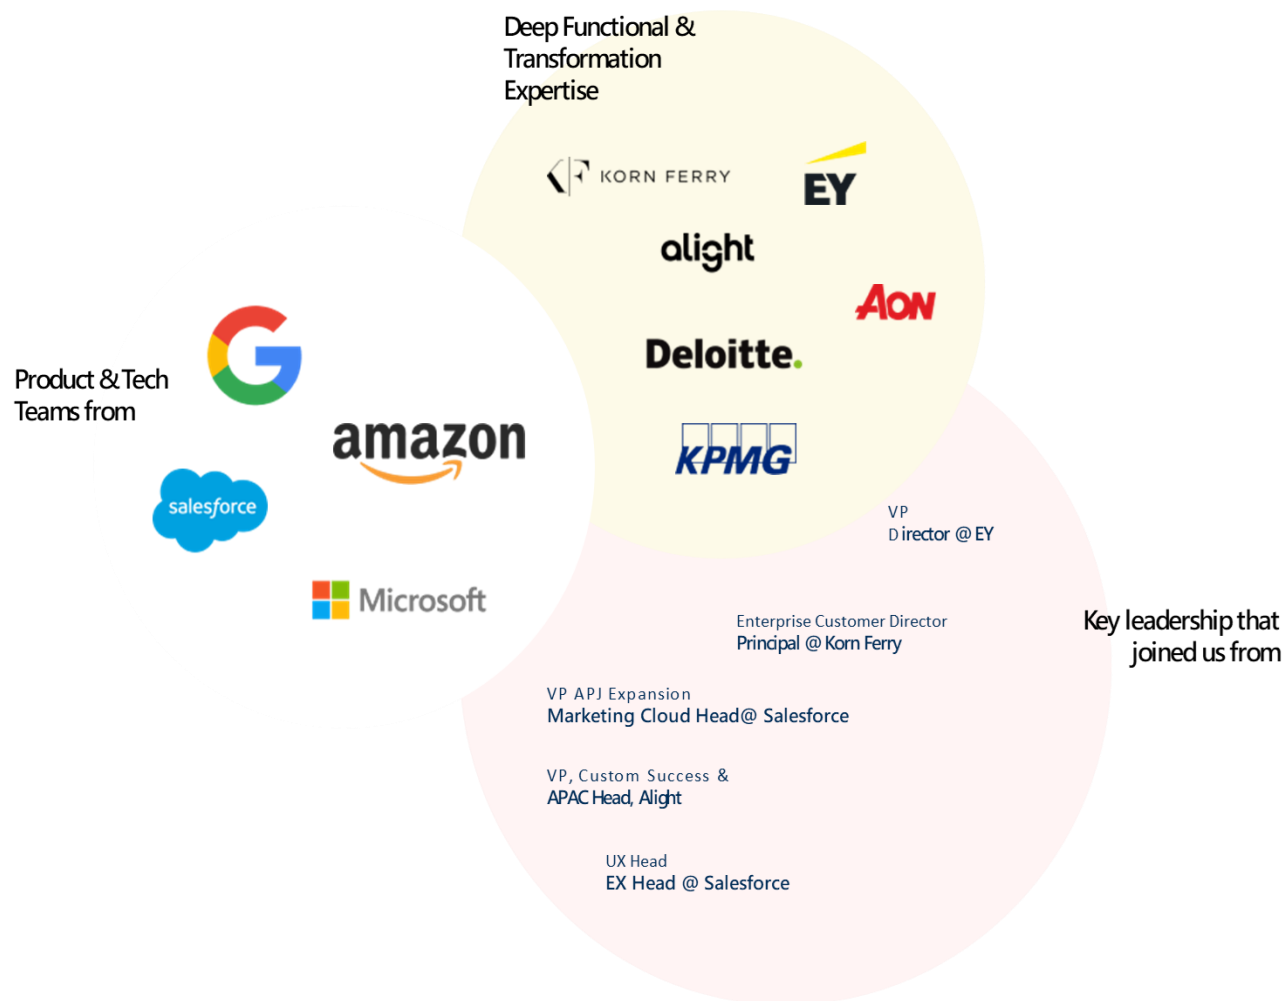 Deep Functional &
Transformation
Expertise
KF KORN FERRY
EY
alight
AON
Deloitte.
KPMG
Product & Tech
Teams from
G
amazon
salesforce
Microsoft
VP
Director @ EY
Enterprise Customer Director
Principal @ Korn Ferry
Key leadership that
joined us from
VP APJ Expansion
Marketing Cloud Head@ Salesforce
VP, Custom Success &
APAC Head, Alight
UX Head
EX Head @ Salesforce